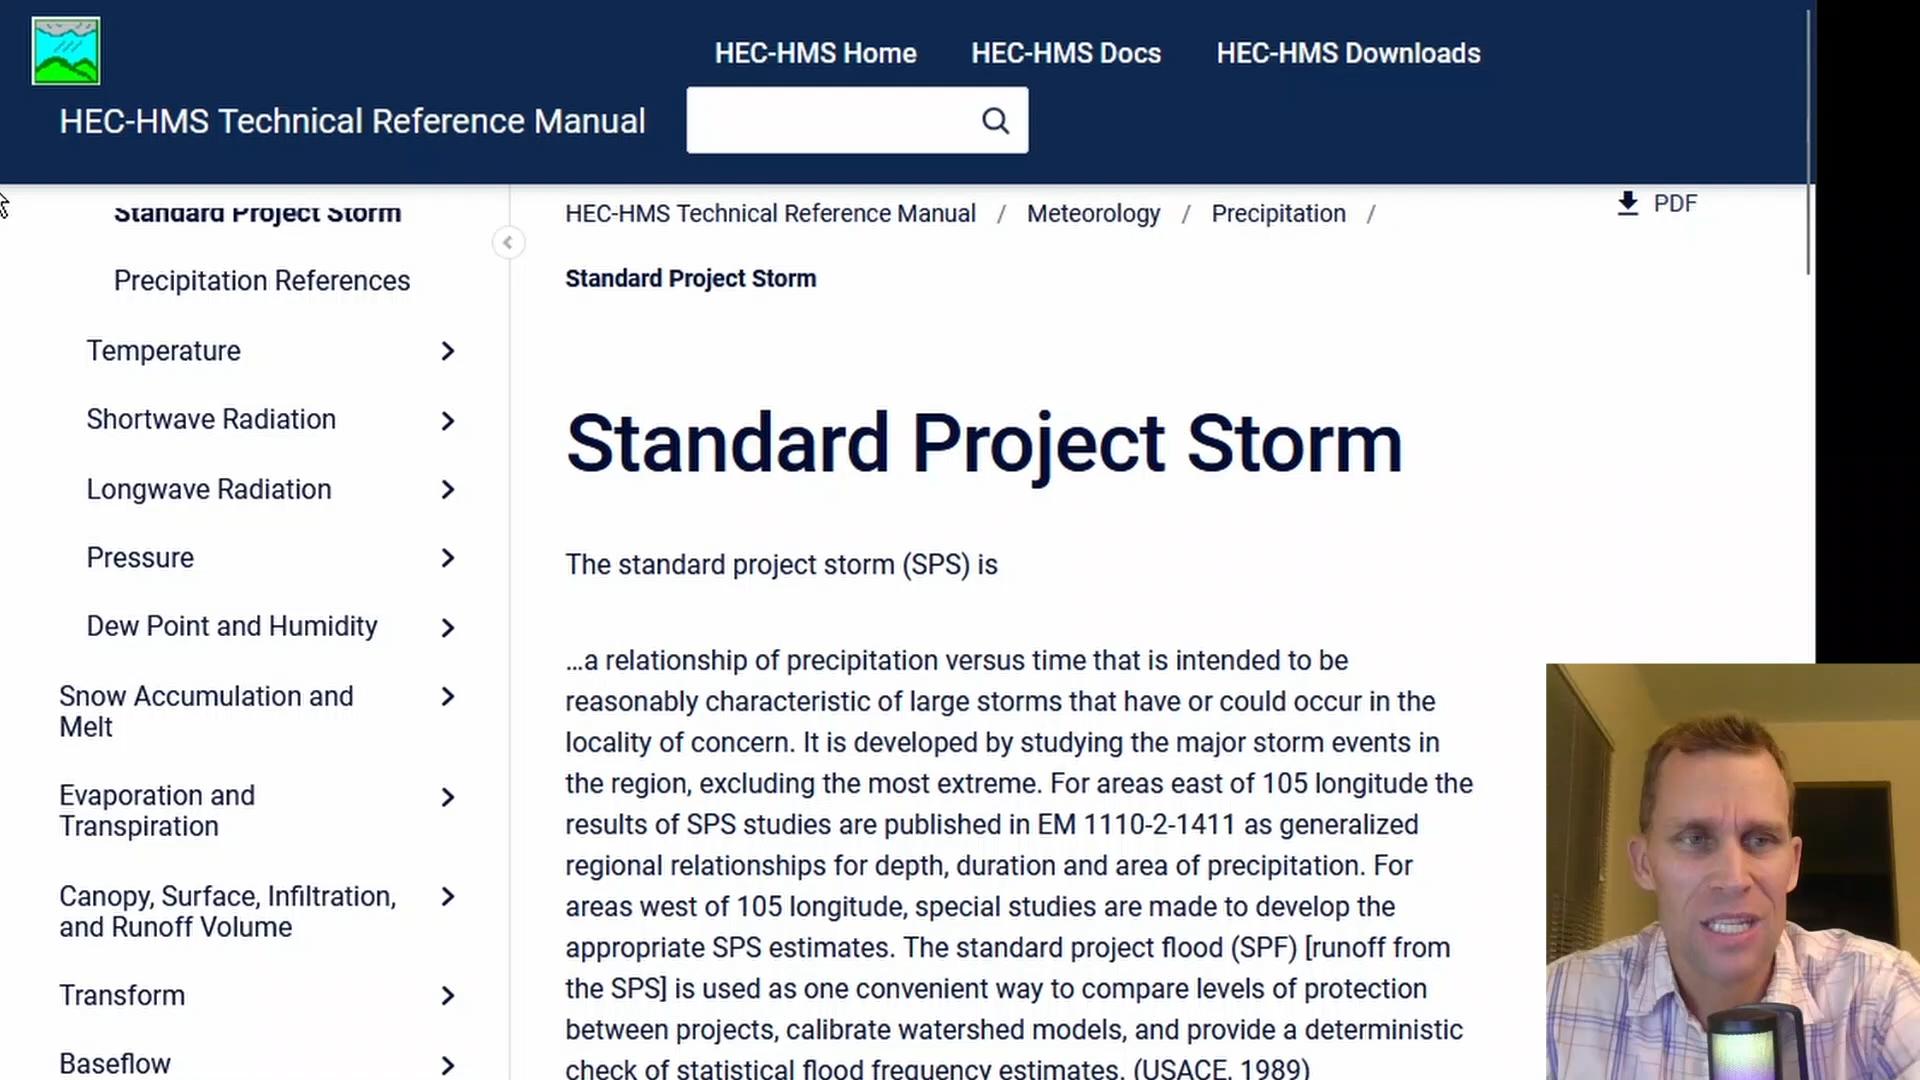 HEC-HMS Home
HEC-HMS Docs
HEC-HMS Downloads
HEC-HMS Technical Reference Manual
Standard Project Storm
Precipitation References
Temperature
Shortwave Radiation
Longwave Radiation
Pressure
Dew Point and Humidity
Snow Accumulation and
Melt
Evaporation and
Transpiration
Canopy, Surface, Infiltration,
and Runoff Volume
Transform
Baseflow
HEC-HMS Technical Reference Manual / Meteorology / Precipitation /
Standard Project Storm
PDF
Standard Project Storm
The standard project storm (SPS) is
…a relationship of precipitation versus time that is intended to be
reasonably characteristic of large storms that have or could occur in the
locality of concern. It is developed by studying the major storm events in
the region, excluding the most extreme. For areas east of 105 longitude the
results of SPS studies are published in EM 1110-2-1411 as generalized
regional relationships for depth, duration and area of precipitation. For
areas west of 105 longitude, special studies are made to develop the
appropriate SPS estimates. The standard project flood (SPF) [runoff from
the SPS] is used as one convenient way to compare levels of protection
between projects, calibrate watershed models, and provide a deterministic
check of statistical flood frequency estimates. (USACE, 1989)